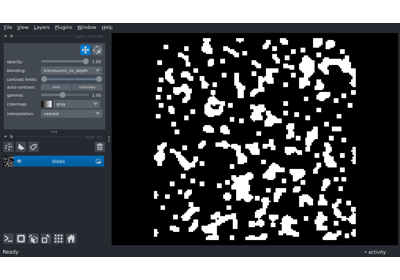 File View Layers Plugins Window Help
opacity: 1.00
blending: translucent_no_depth
contrast limits:
auto-contrast: once continuous
gamma: 1.00
colormap: gray
interpolation: nearest
blobs
Ready activity